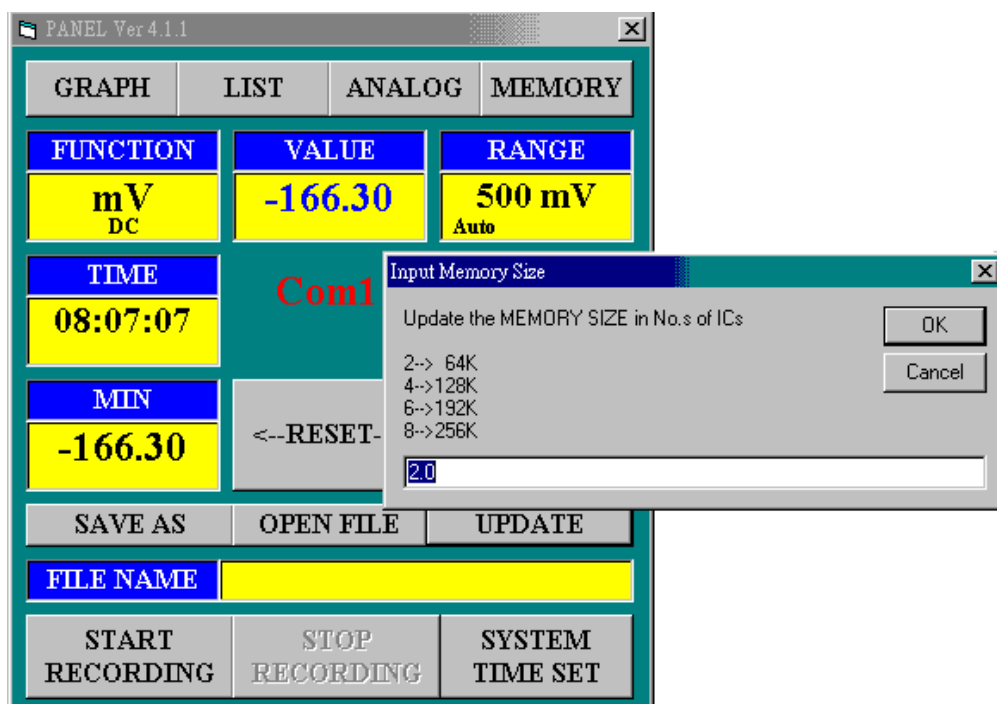 PANEL Ver 4.1.1
GRAPH LIST ANALOG MEMORY
FUNCTION VALUE RANGE
mV -166.30 500 mV
DC Auto
TIME Com1
08:07:07
Input Memory Size
Update the MEMORY SIZE in No.s of ICs
OK
Cancel
2--> 64K
4-->128K
6-->192K
8-->256K
2.0
MIN
-166.30
<--RESET-
SAVE AS OPEN FILE UPDATE
FILE NAME
START RECORDING
STOP RECORDING
SYSTEM TIME SET